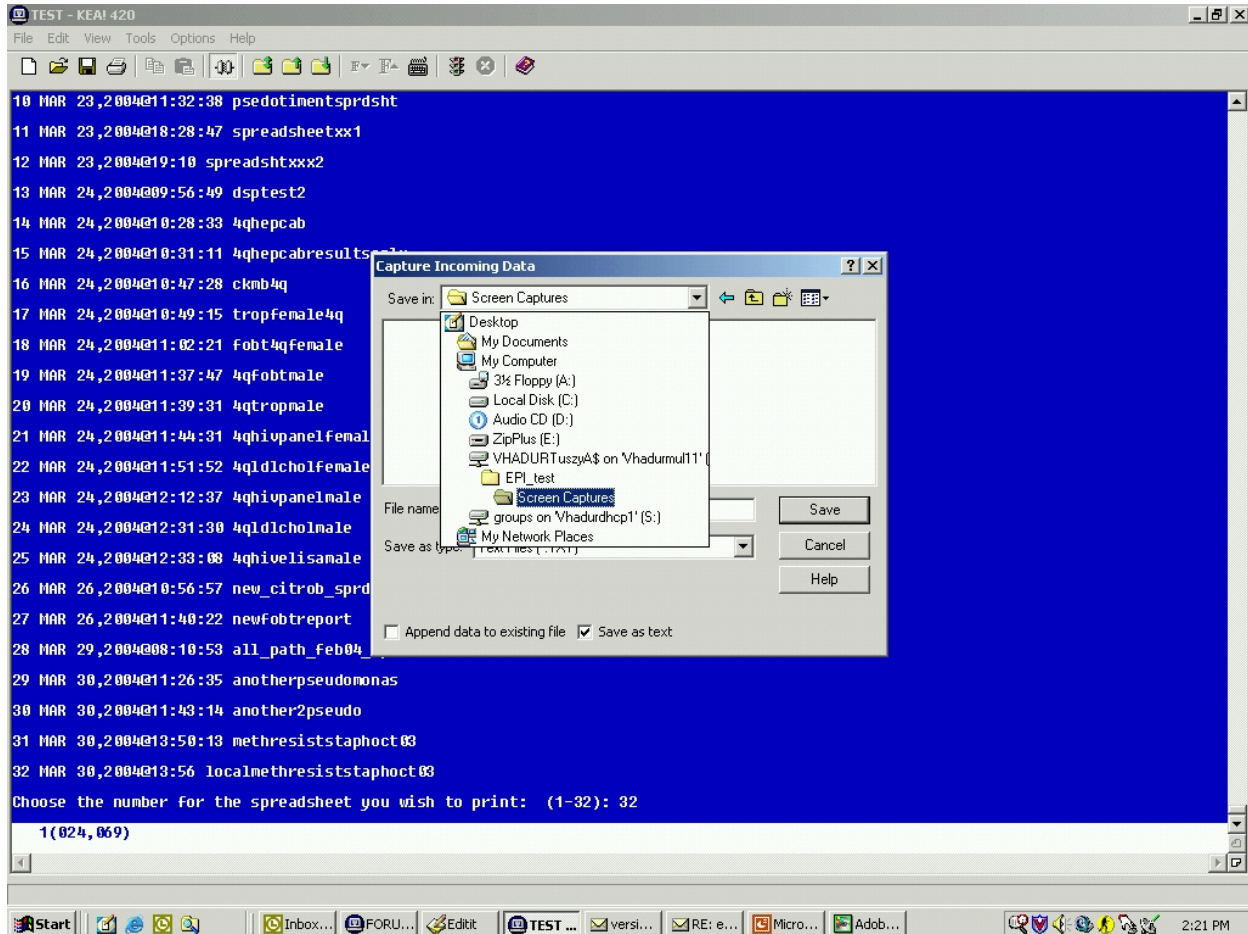 TEST - KEA! 420
File Edit View Tools Options Help
10 MAR 23,2004@11:32:38 psedotimentsprdsht
11 MAR 23,2004@18:28:47 spreadsheetxx1
12 MAR 23,2004@19:10 spreadshtxxx2
13 MAR 24,2004@09:56:49 dsptest2
14 MAR 24,2004@10:28:33 4qhepcab
15 MAR 24,2004@10:31:11
16 MAR 24,2004@10:47:28 ckmb4q
17 MAR 24,2004@10:49:15 tropfemale4q
18 MAR 24,2004@11:02:21 fobt4qfemale
19 MAR 24,2004@11:37:47 4qfobtmale
20 MAR 24,2004@11:39:31 4qtropmale
21 MAR 24,2004@11:44:31 4qhivpanelfemal
22 MAR 24,2004@11:51:52 4qldlcholfemale
23 MAR 24,2004@12:12:37 4qhivpanelmale
24 MAR 24,2004@12:31:30 4qldlcholmale
25 MAR 24,2004@12:33:08 4qhivelisamale
26 MAR 26,2004@10:56:57 new_citrob_sprd
27 MAR 26,2004@11:40:22 newfobtreport
28 MAR 29,2004@08:10:53 all_path_feb04_
29 MAR 30,2004@11:26:35 anotherpseudomonas
30 MAR 30,2004@11:43:14 another2pseudo
31 MAR 30,2004@13:50:13 methresiststaphoct03
32 MAR 30,2004@13:56 localmethresiststaphoct03
Choose the number for the spreadsheet you wish to print: (1-32): 32
1(024,069)
Capture Incoming Data
Save in: Screen Captures
Desktop
My Documents
My Computer
3½ Floppy (A:)
Local Disk (C:)
Audio CD (D:)
ZipPlus (E:)
VHADURTuszyA$ on 'Vhadurmul11' (
EPI_test
Screen Captures
groups on 'Vhadurdhcp1' (S:)
My Network Places
File name
Save
Save as type: Text Files (*.TXT)
Cancel
Help
Append data to existing file
Save as text
Start
Inbox...
FORU...
Editit
TEST ...
versi...
RE: e...
Micro...
Adob...
2:21 PM